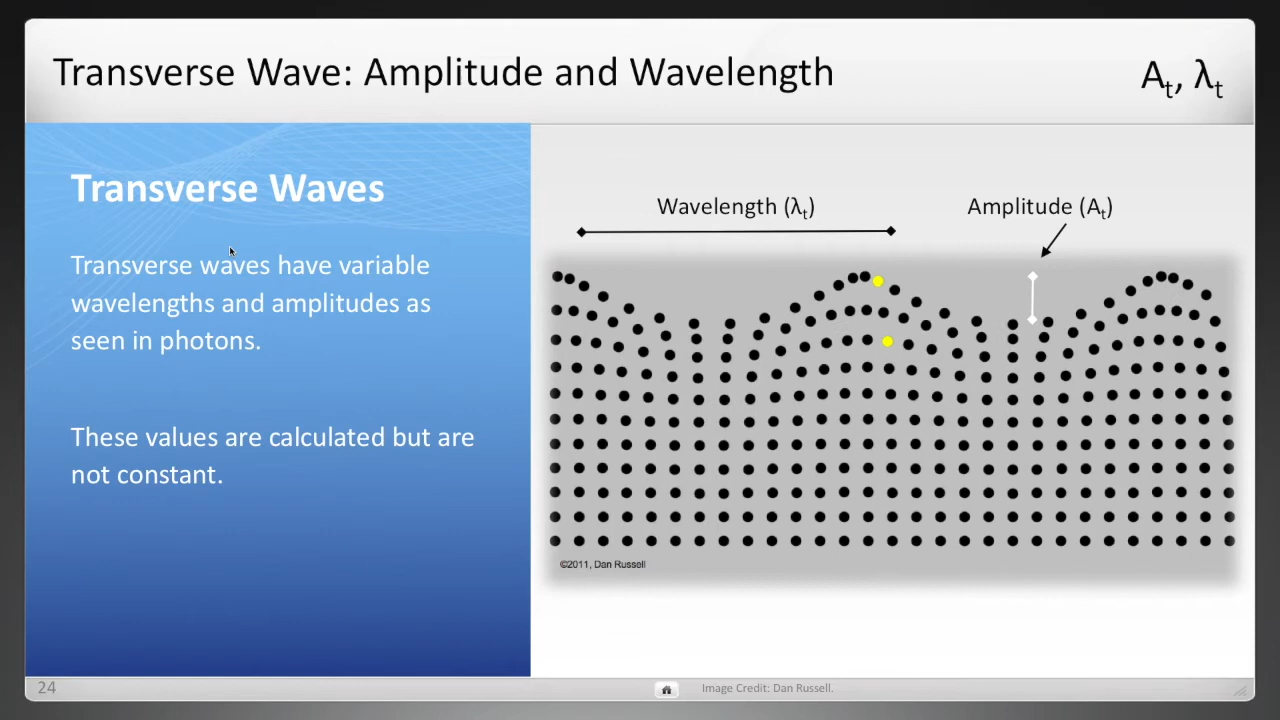 Transverse Wave: Amplitude and Wavelength
Aₜ, λₜ
Transverse Waves
Transverse waves have variable
wavelengths and amplitudes as
seen in photons.
These values are calculated but are
not constant.
Wavelength (λₜ)
Amplitude (Aₜ)
©2011, Dan Russell
24
Image Credit: Dan Russell.